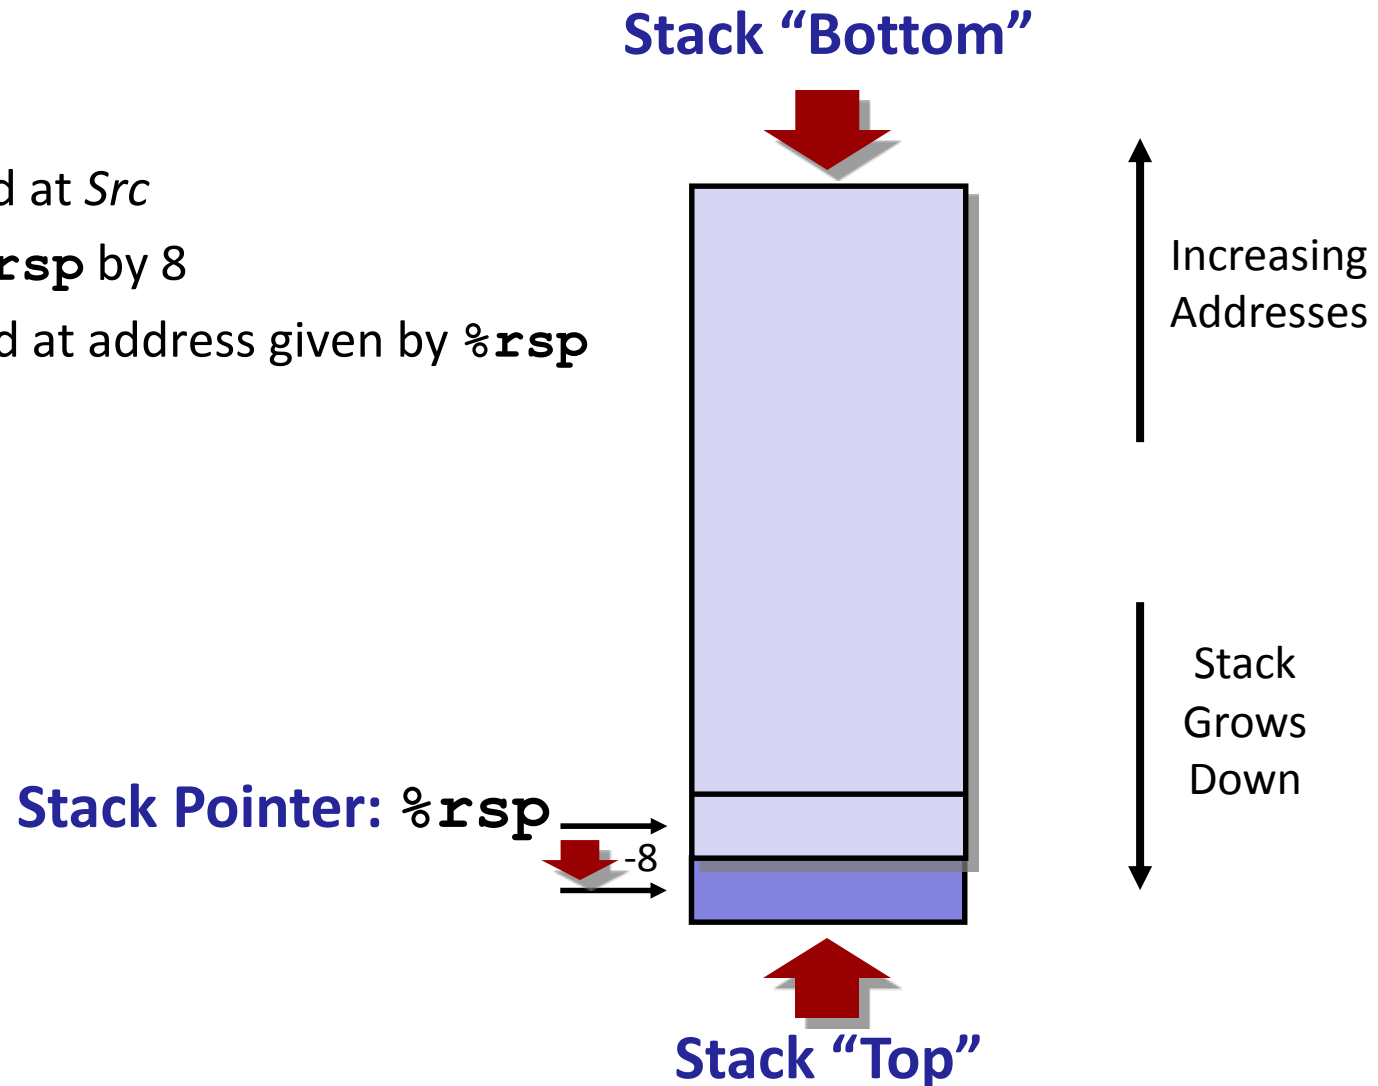 Stack “Bottom”
d at Src
rsp by 8
d at address given by %rsp
Increasing
Addresses
Stack
Grows
Down
Stack Pointer: %rsp
-8
Stack “Top”